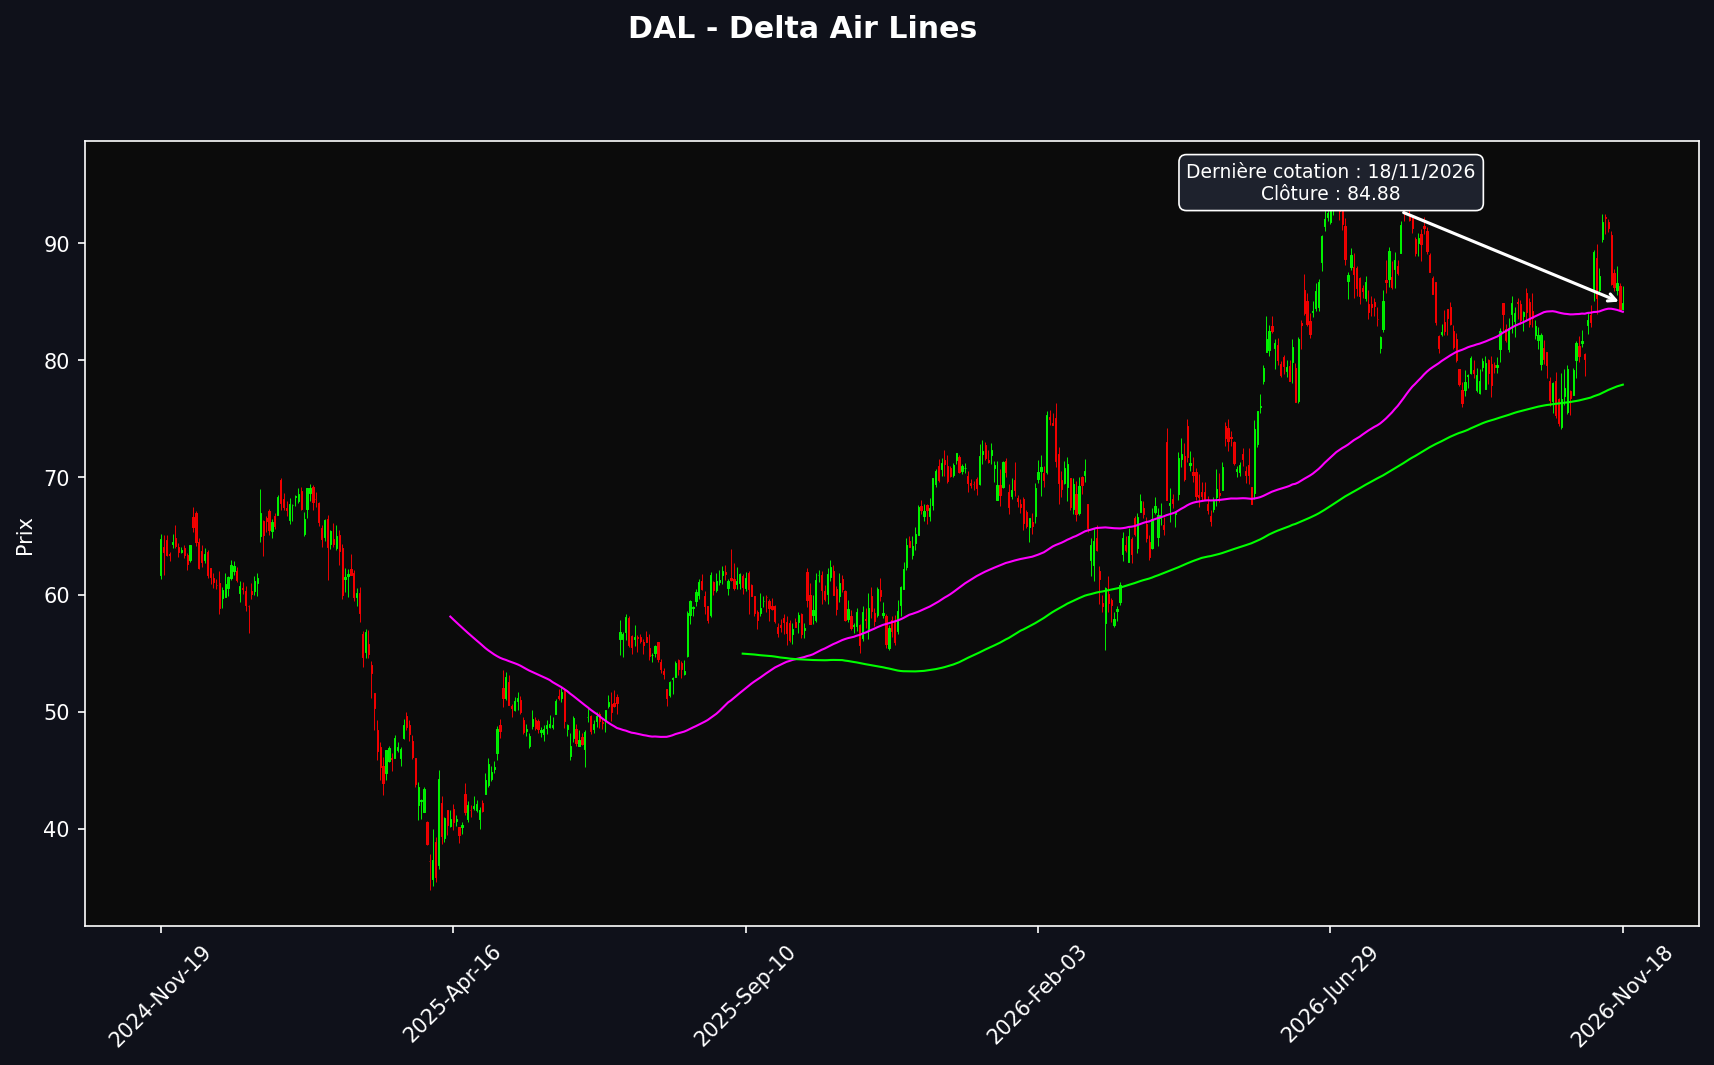 DAL - Delta Air Lines
Dernière cotation : 18/11/2026
Clôture : 84.88
90
80
70
60
50
40
Prix
2024-Nov-19
2025-Apr-16
2025-Sep-10
2026-Feb-03
2026-Jun-29
2026-Nov-18